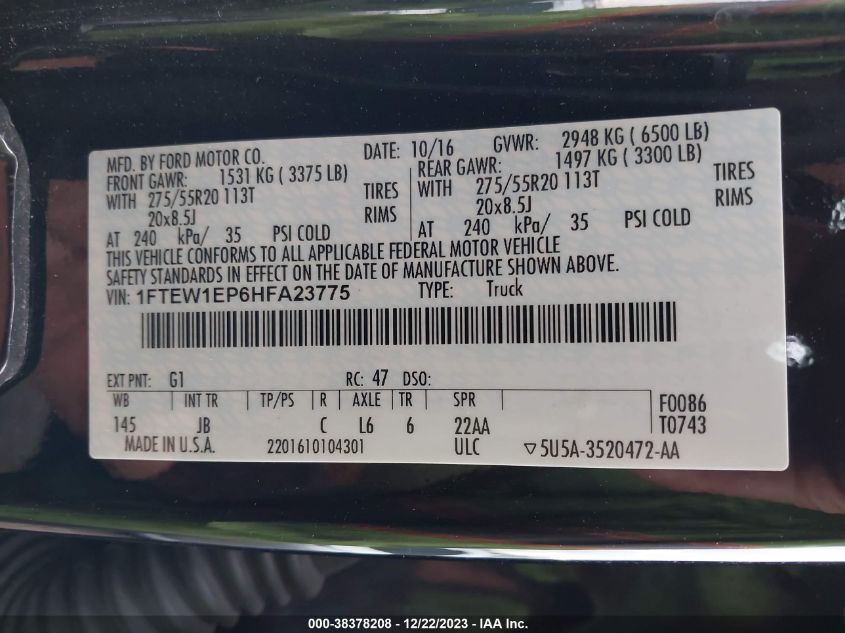 MFD. BY FORD MOTOR CO. DATE: 10/16 GVWR: 2948 KG ( 6500 LB)
FRONT GAWR: 1531 KG ( 3375 LB) REAR GAWR: 1497 KG ( 3300 LB)
WITH 275/55R20 113T TIRES WITH 275/55R20 113T TIRES
20x8.5J RIMS 20x8.5J RIMS
AT 240 kPa/ 35 PSI COLD AT 240 kPa/ 35 PSI COLD
THIS VEHICLE CONFORMS TO ALL APPLICABLE FEDERAL MOTOR VEHICLE
SAFETY STANDARDS IN EFFECT ON THE DATE OF MANUFACTURE SHOWN ABOVE.
VIN: 1FTEW1EP6HFA23775 TYPE: Truck
EXT PNT: G1 RC: 47 DSO:
WB INT TR TP/PS R AXLE TR SPR F0086
145 JB C L6 6 22AA T0743
MADE IN U.S.A. 2201610104301 ULC ▽5U5A-3520472-AA
000-38378208 - 12/22/2023 - IAA Inc.